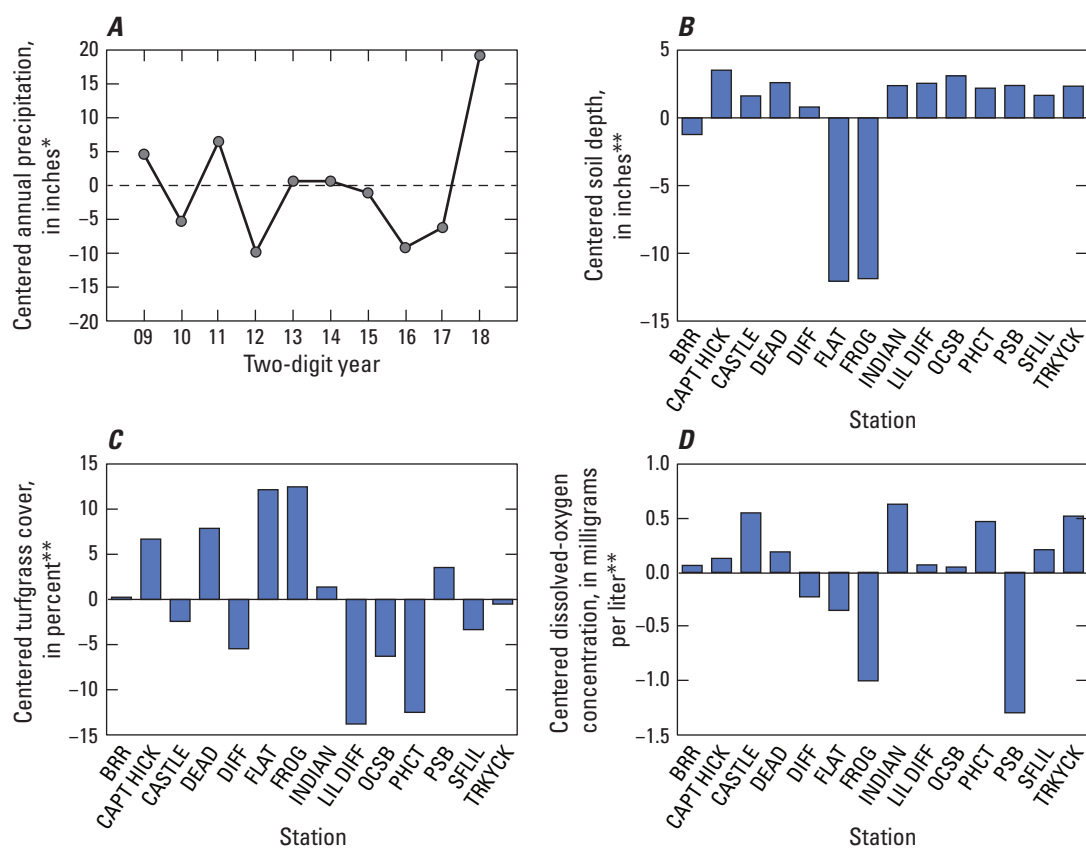 A
Centered annual precipitation,
in inches*
20
15
10
5
0
–5
–10
–15
–20
09 10 11 12 13 14 15 16 17 18
Two-digit year
B
Centered soil depth,
in inches**
5
0
–5
–10
–15
BRR
CAPT HICK
CASTLE
DEAD
DIFF
FLAT
FROG
INDIAN
LIL DIFF
OCSB
PHCT
PSB
SFLIL
TRKYCK
Station
C
Centered turfgrass cover,
in percent**
15
10
5
0
–5
–10
–15
BRR
CAPT HICK
CASTLE
DEAD
DIFF
FLAT
FROG
INDIAN
LIL DIFF
OCSB
PHCT
PSB
SFLIL
TRKYCK
Station
D
Centered dissolved-oxygen
concentration, in milligrams
per liter**
1.0
0.5
0.0
–0.5
–1.0
–1.5
BRR
CAPT HICK
CASTLE
DEAD
DIFF
FLAT
FROG
INDIAN
LIL DIFF
OCSB
PHCT
PSB
SFLIL
TRKYCK
Station